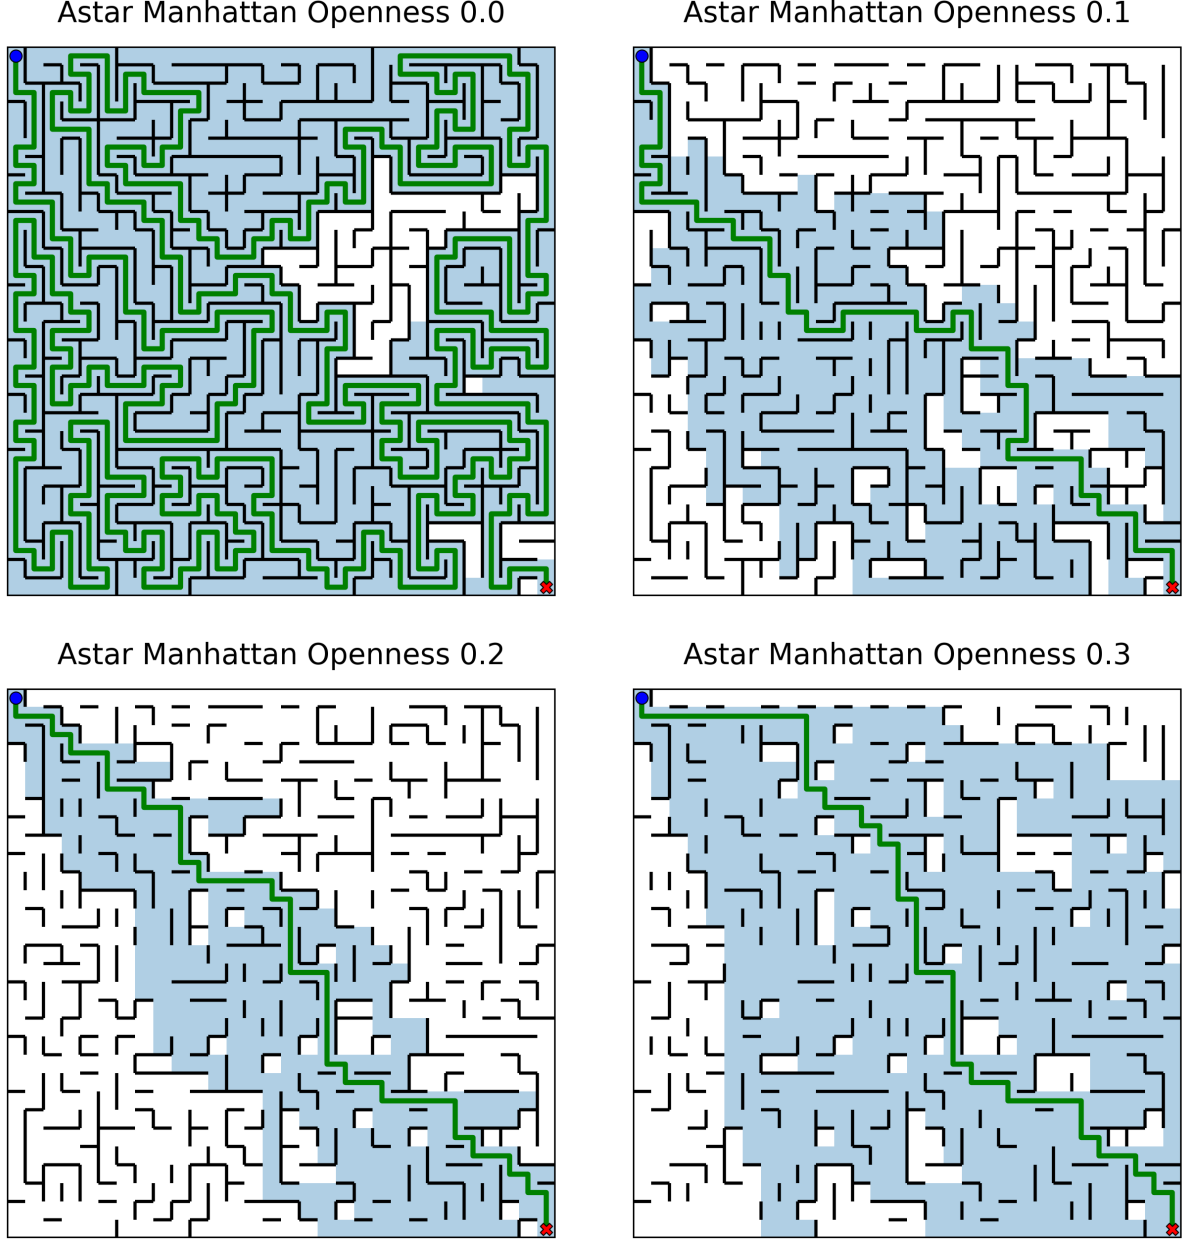 Astar Manhattan Openness 0.0
Astar Manhattan Openness 0.1
Astar Manhattan Openness 0.2
Astar Manhattan Openness 0.3